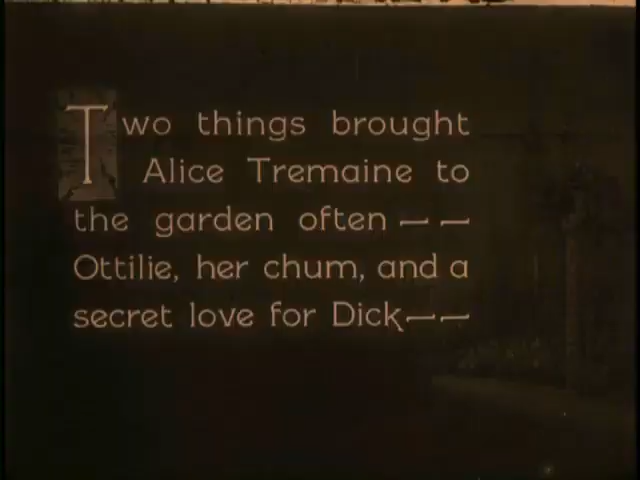 Two things brought
Alice Tremaine to
the garden often — —
Ottilie, her chum, and a
secret love for Dick——